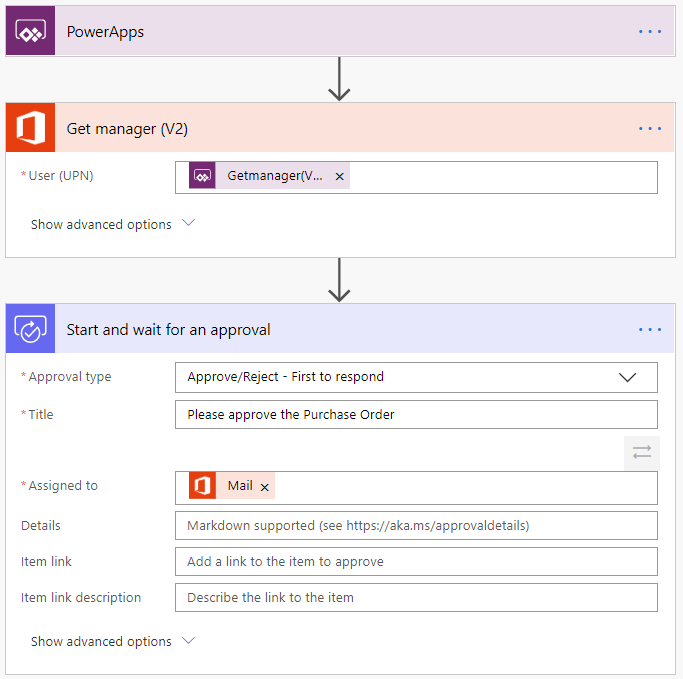 PowerApps
Get manager (V2)
* User (UPN) Getmanager(V... ×
Show advanced options
Start and wait for an approval
* Approval type Approve/Reject - First to respond
* Title Please approve the Purchase Order
* Assigned to Mail ×
Details Markdown supported (see https://aka.ms/approvaldetails)
Item link Add a link to the item to approve
Item link description Describe the link to the item
Show advanced options